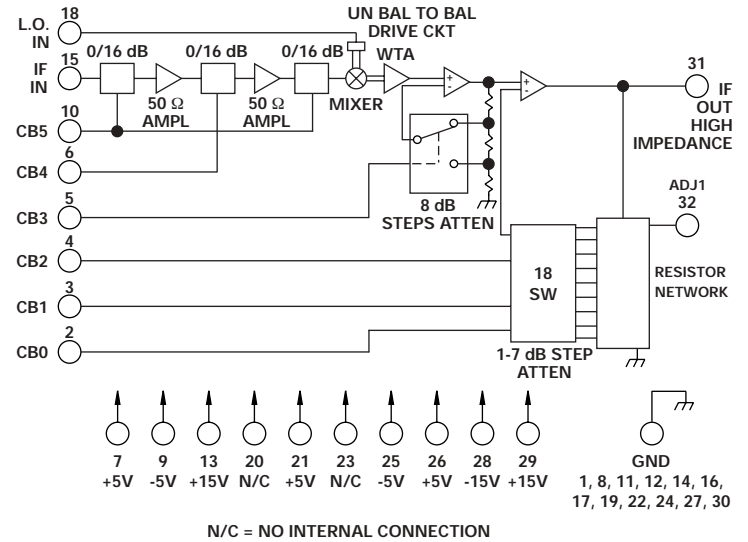 L.O. IN
18
UN BAL TO BAL
DRIVE CKT
IF IN
15
0/16 dB
0/16 dB
0/16 dB
WTA
MIXER
50 Ω
AMPL
50 Ω
AMPL
+
-
+
-
31
IF
OUT
HIGH
IMPEDANCE
CB5
10
CB4
6
CB3
5
8 dB
STEPS ATTEN
ADJ1
32
CB2
4
18
SW
RESISTOR
NETWORK
CB1
3
CB0
2
1-7 dB STEP
ATTEN
7 9 13 20 21 23 25 26 28 29
+5V -5V +15V N/C +5V N/C -5V +5V -15V +15V
GND
1, 8, 11, 12, 14, 16,
17, 19, 22, 24, 27, 30
N/C = NO INTERNAL CONNECTION